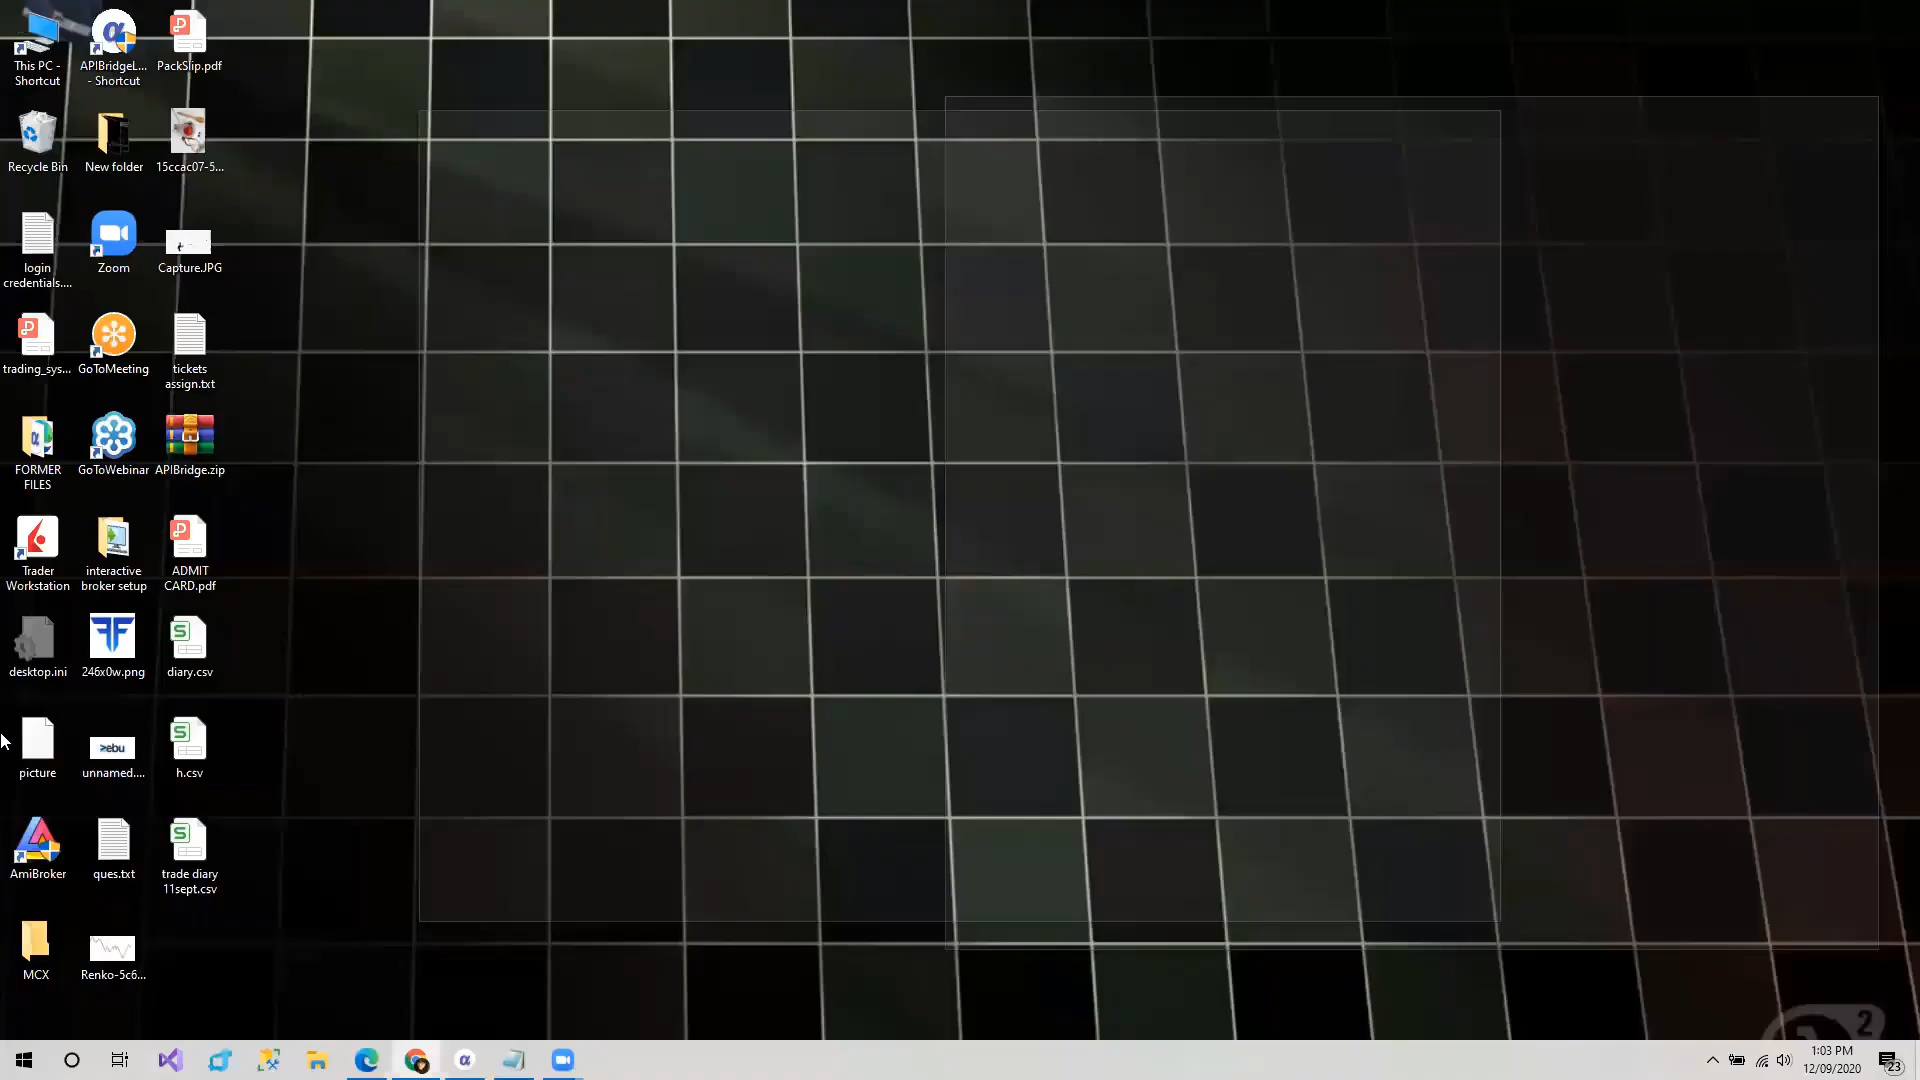 This PC -
Shortcut
APIBridgeL...
- Shortcut
PackSlip.pdf
Recycle Bin
New folder
15ccac07-5...
login
credentials....
Zoom
Capture.JPG
trading_sys...
GoToMeeting
tickets
assign.txt
FORMER
FILES
GoToWebinar
APIBridge.zip
Trader
Workstation
interactive
broker setup
ADMIT
CARD.pdf
desktop.ini
246x0w.png
diary.csv
picture
>ebu
unnamed....
h.csv
AmiBroker
ques.txt
trade diary
11sept.csv
MCX
Renko-5c6...
2
1:03 PM
12/09/2020
23